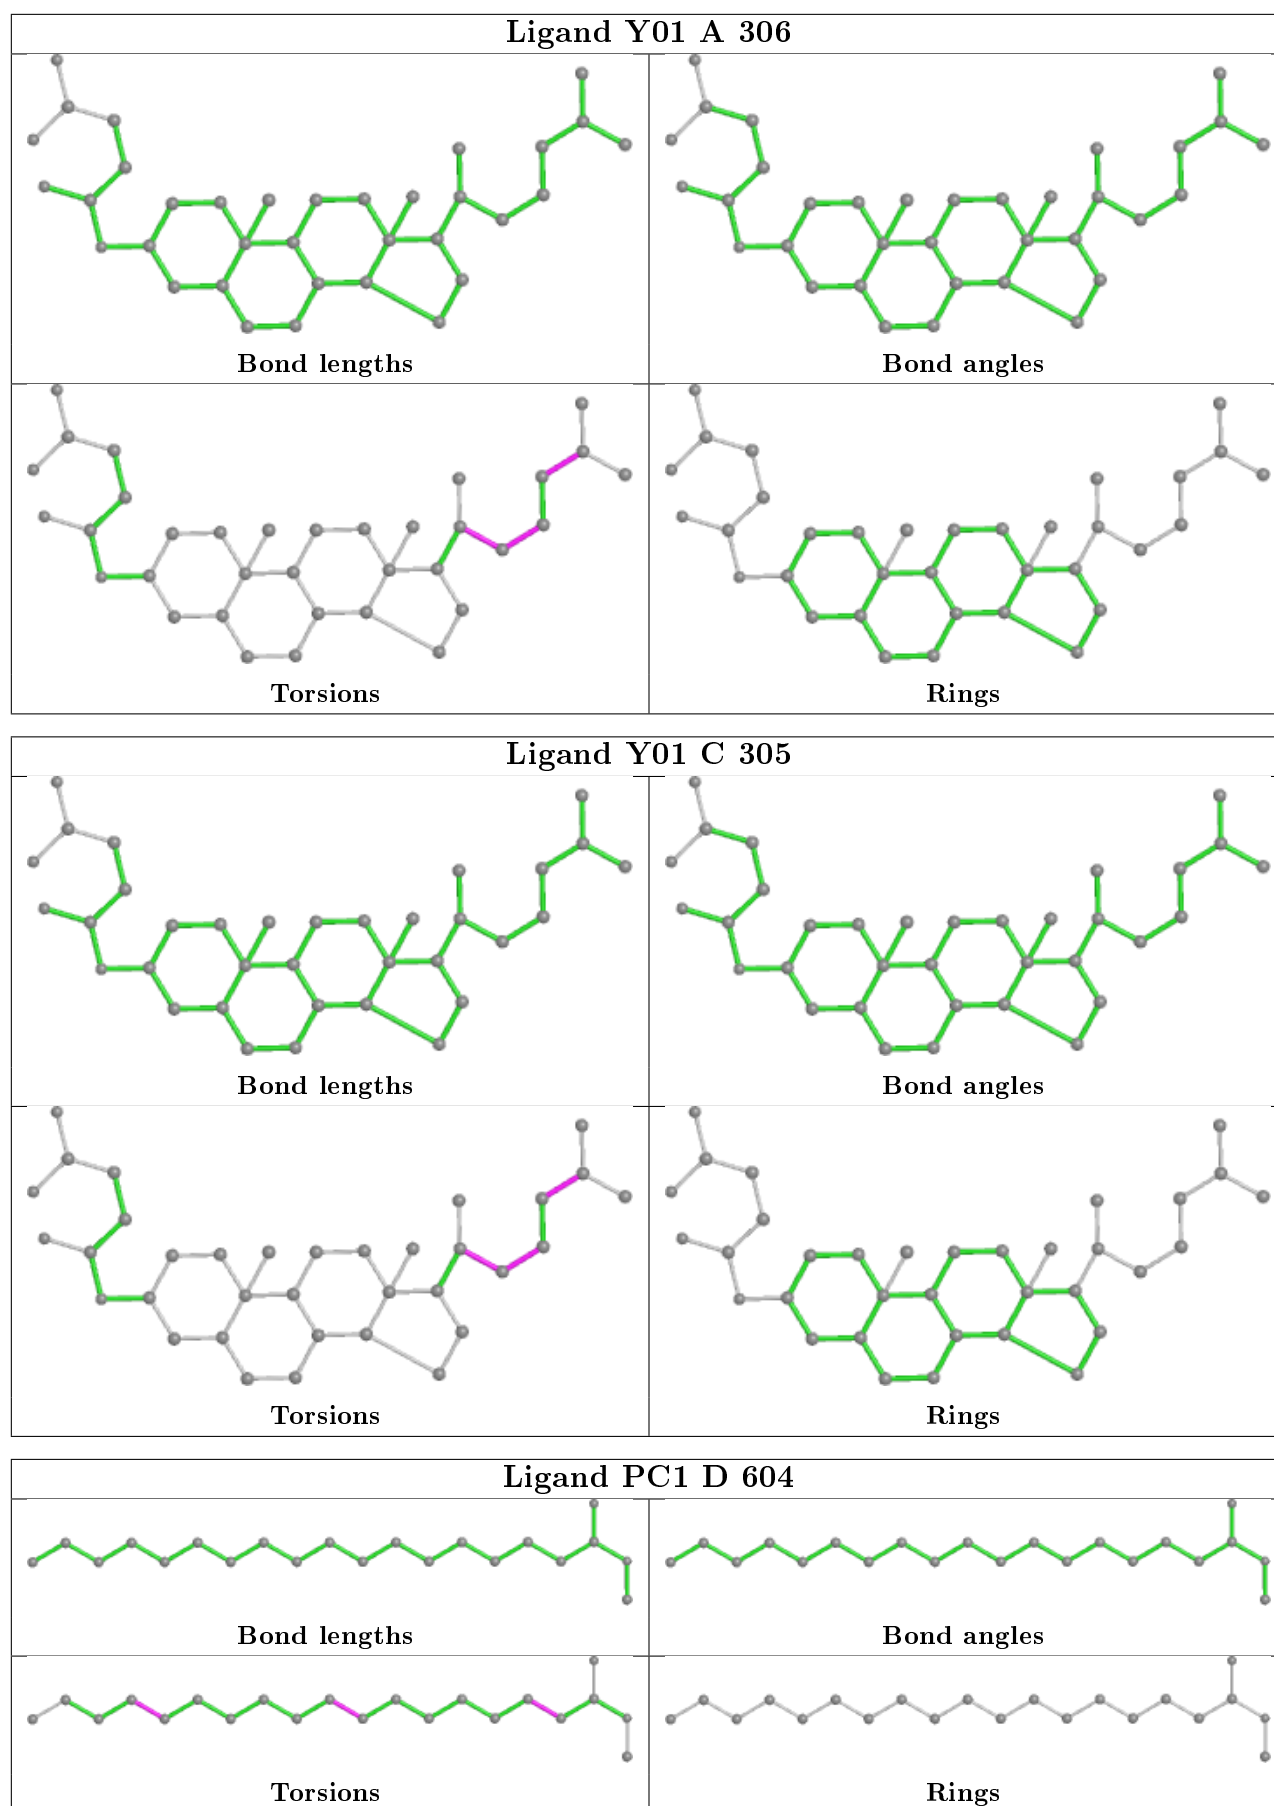 Ligand Y01 A 306
Bond lengths
Bond angles
Torsions
Rings
Ligand Y01 C 305
Bond lengths
Bond angles
Torsions
Rings
Ligand PC1 D 604
Bond lengths
Bond angles
Torsions
Rings